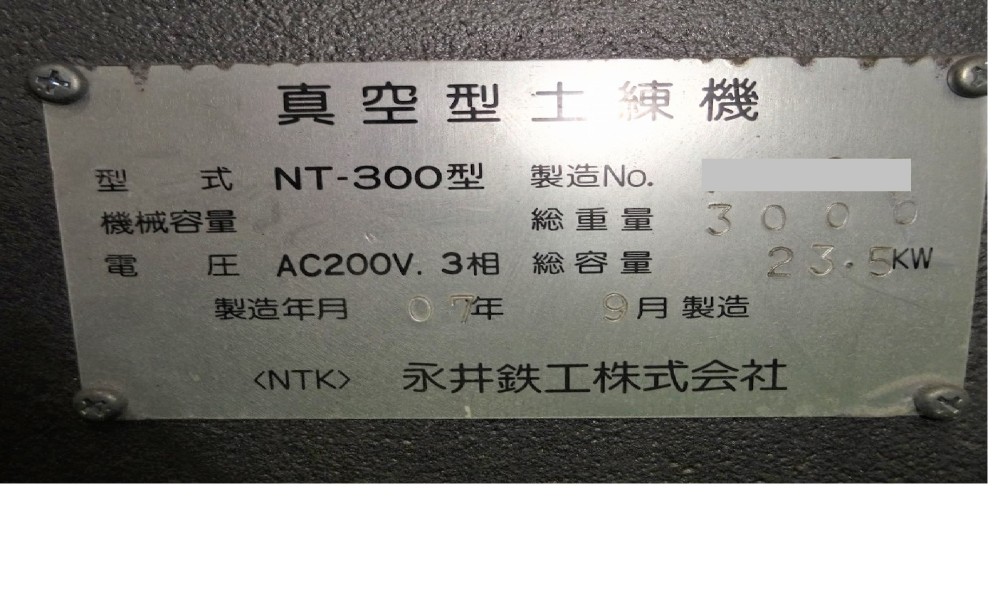 真空型土練機
型 式 NT-300型 製造No.
機械容量 総重量 3000
電 圧 AC200V. 3相 総容量 23.5KW
製造年月 07年 9月 製造
<NTK> 永井鉄工株式会社